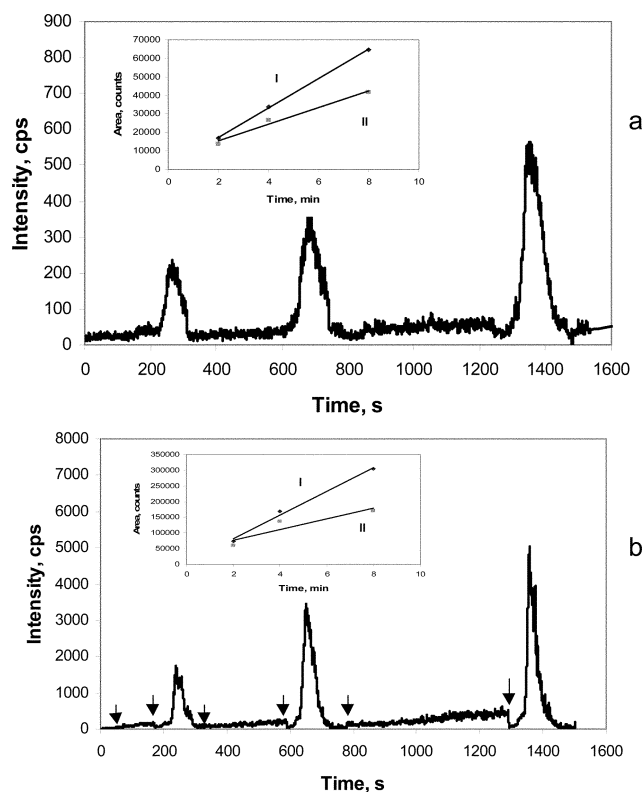 a
900
800
700
600
500
400
300
200
100
0
Intensity, cps
0 200 400 600 800 1000 1200 1400 1600
Time, s
70000
60000
50000
40000
30000
20000
10000
0
Area, counts
I
II
0 2 4 6 8 10
Time, min
b
8000
7000
6000
5000
4000
3000
2000
1000
0
Intensity, cps
0 200 400 600 800 1000 1200 1400 1600
Time, s
350000
300000
250000
200000
150000
100000
50000
0
Area, counts
I
II
0 2 4 6 8 10
Time, min